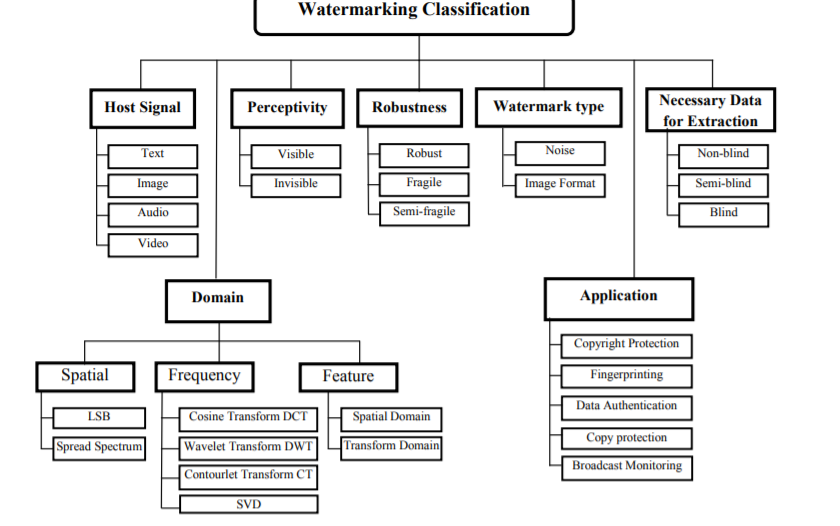 Watermarking Classification
Host Signal
Text
Image
Audio
Video
Perceptivity
Visible
Invisible
Robustness
Robust
Fragile
Semi-fragile
Watermark type
Noise
Image Format
Necessary Data
for Extraction
Non-blind
Semi-blind
Blind
Domain
Spatial
LSB
Spread Spectrum
Frequency
Cosine Transform DCT
Wavelet Transform DWT
Contourlet Transform CT
SVD
Feature
Spatial Domain
Transform Domain
Application
Copyright Protection
Fingerprinting
Data Authentication
Copy protection
Broadcast Monitoring